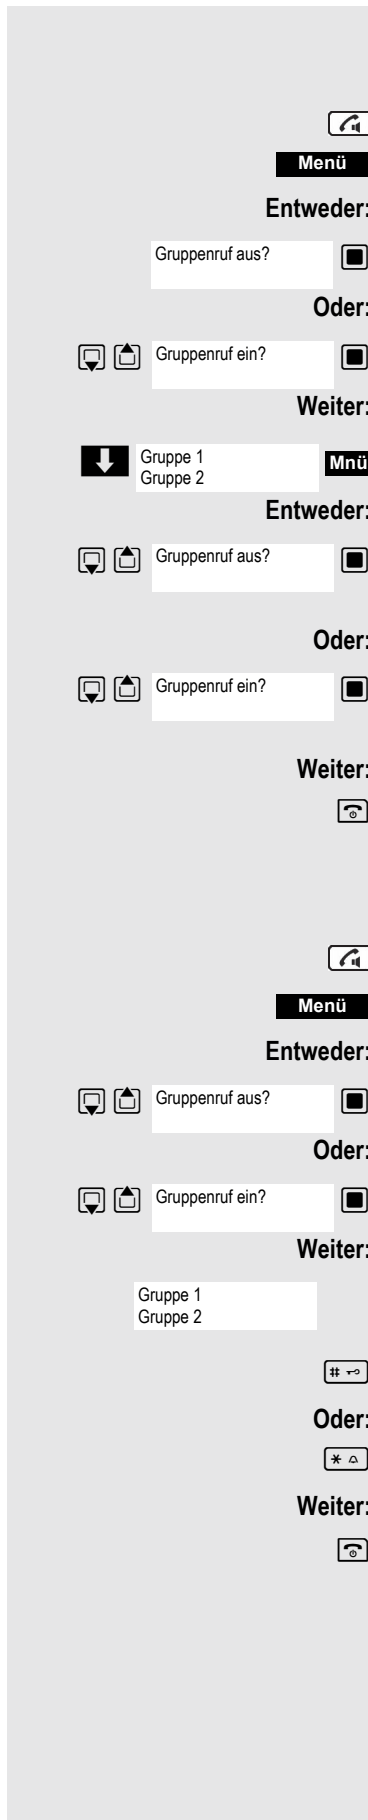 Menü
Entweder:
Gruppenruf aus?
Oder:
Gruppenruf ein?
Weiter:
Gruppe 1
Gruppe 2
Mnü
Entweder:
Gruppenruf aus?
Oder:
Gruppenruf ein?
Weiter:
Menü
Entweder:
Gruppenruf aus?
Oder:
Gruppenruf ein?
Weiter:
Gruppe 1
Gruppe 2
#
Oder:
*
Weiter: